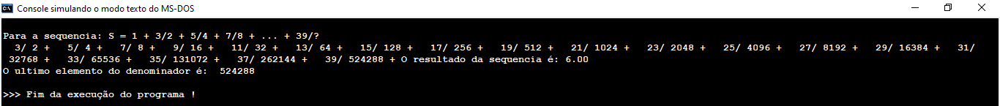 C:\ Console simulando o modo texto do MS-DOS
Para a sequencia: S = 1 + 3/2 + 5/4 + 7/8 + ... + 39/?
3/ 2 + 5/ 4 + 7/ 8 + 9/ 16 + 11/ 32 + 13/ 64 + 15/ 128 + 17/ 256 + 19/ 512 + 21/ 1024 + 23/ 2048 + 25/ 4096 + 27/ 8192 + 29/ 16384 + 31/
32768 + 33/ 65536 + 35/ 131072 + 37/ 262144 + 39/ 524288 + O resultado da sequencia é: 6.00
O ultimo elemento do denominador é: 524288
>>> Fim da execução do programa !